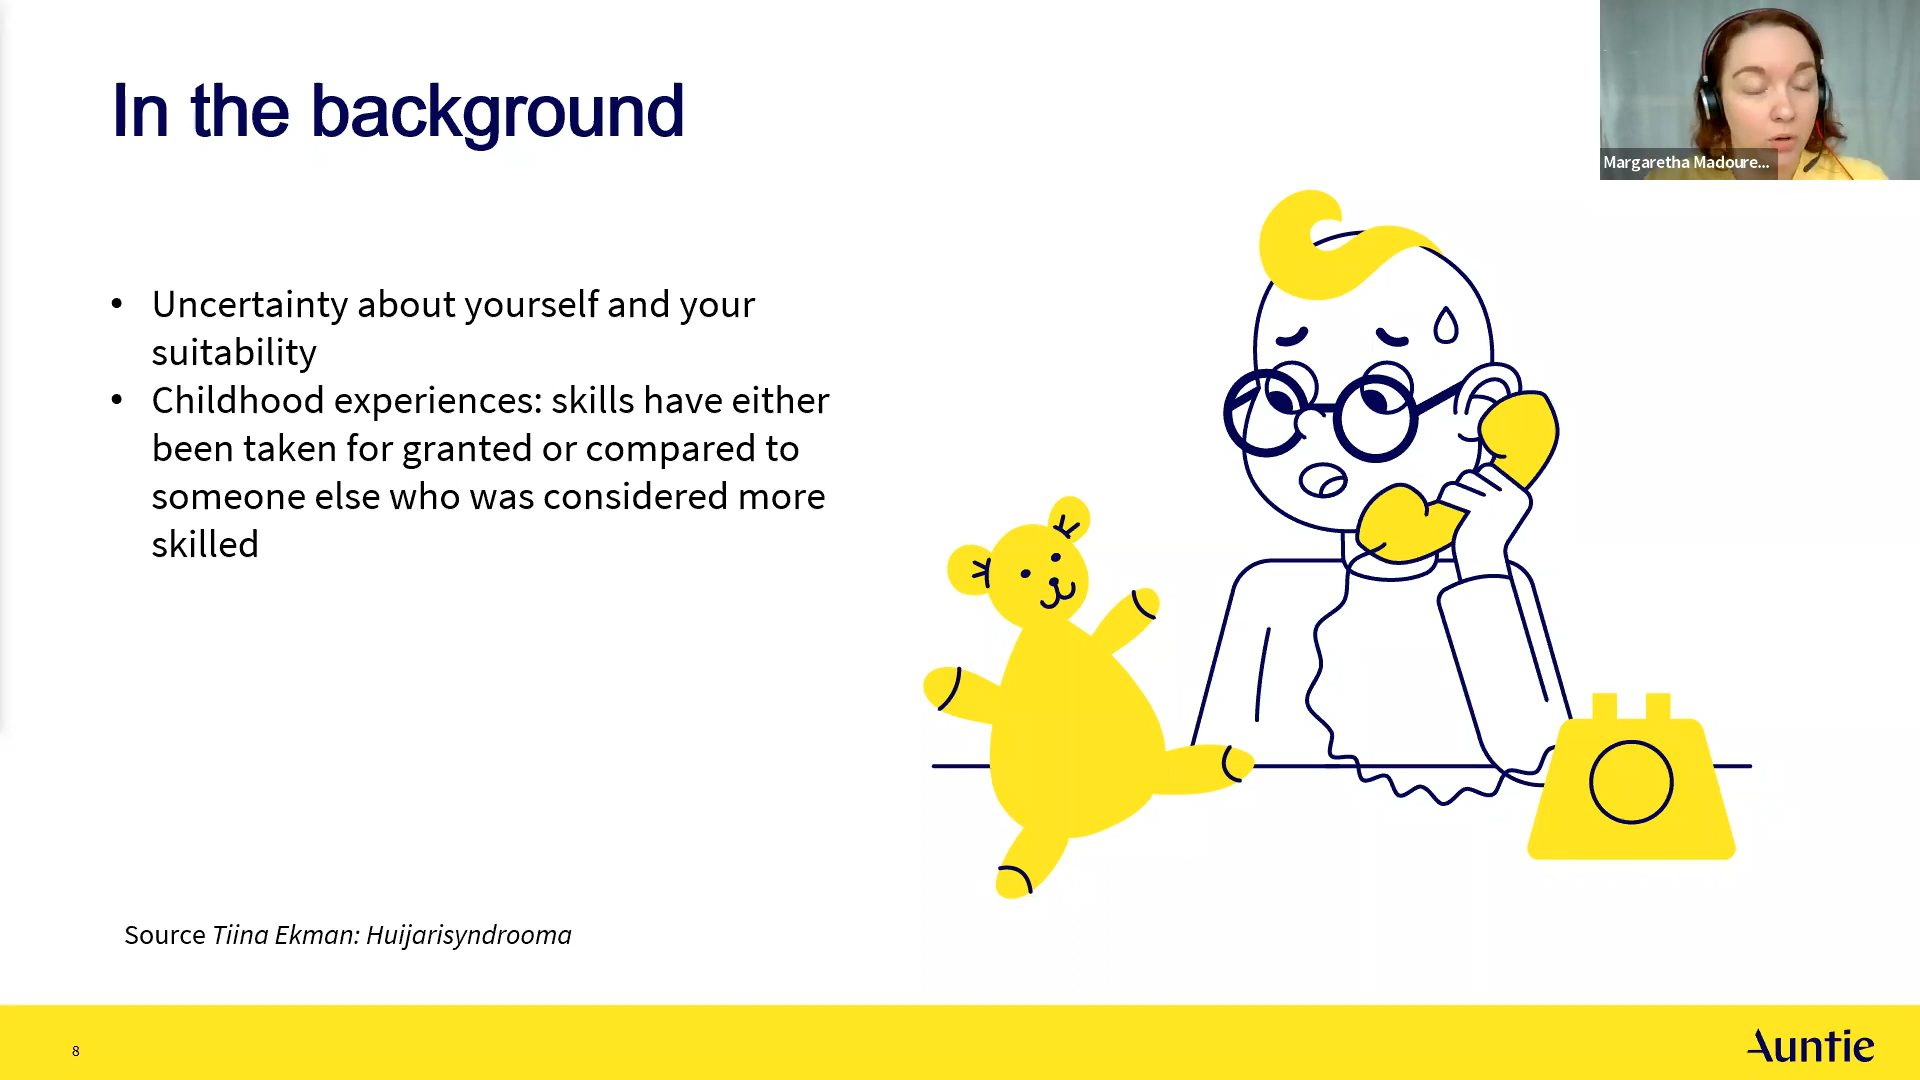 In the background
Margaretha Madoure...
• Uncertainty about yourself and your
suitability
• Childhood experiences: skills have either
been taken for granted or compared to
someone else who was considered more
skilled
Source Tiina Ekman: Huijarisyndrooma
8
Auntie